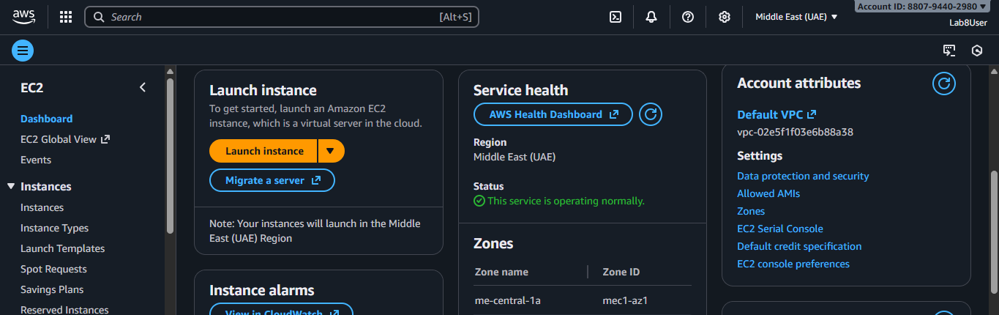 aws
Search [Alt+S]
Middle East (UAE)
Account ID: 8807-9440-2980
Lab8User
EC2
Dashboard
EC2 Global View
Events
Instances
Instances
Instance Types
Launch Templates
Spot Requests
Savings Plans
Reserved Instances
Launch instance
To get started, launch an Amazon EC2
instance, which is a virtual server in the cloud.
Launch instance
Migrate a server
Note: Your instances will launch in the Middle
East (UAE) Region
Instance alarms
View in CloudWatch
Service health
AWS Health Dashboard
Region
Middle East (UAE)
Status
This service is operating normally.
Zones
Zone name Zone ID
me-central-1a mec1-az1
Account attributes
Default VPC
vpc-02e5f1f03e6b88a38
Settings
Data protection and security
Allowed AMIs
Zones
EC2 Serial Console
Default credit specification
EC2 console preferences